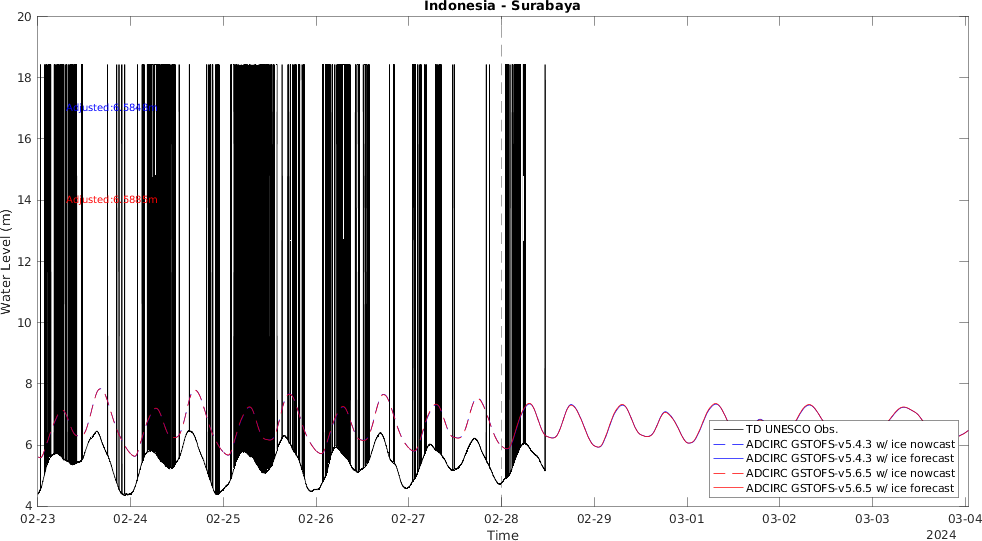 Indonesia - Surabaya
20
18
16
14
12
10
8
6
4
Water Level (m)
Adjusted:
Adjusted:
TD UNESCO Obs.
ADCIRC GSTOFS-v5.4.3 w/ ice nowcast
ADCIRC GSTOFS-v5.4.3 w/ ice forecast
ADCIRC GSTOFS-v5.6.5 w/ ice nowcast
ADCIRC GSTOFS-v5.6.5 w/ ice forecast
02-23 02-24 02-25 02-26 02-27 02-28 02-29 03-01 03-02 03-03 03-04
Time
2024